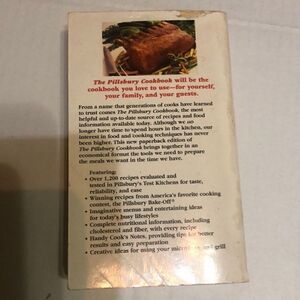 The Pillsbury Cookbook will be the
cookbook you love to use—for yourself,
your family, and your guests.
From a name that generations of cooks have learned
to trust comes The Pillsbury Cookbook, the most
helpful and up-to-date source of recipes and food
information available today. Although we no
longer have time to spend hours in the kitchen, our
interest in food and cooking techniques has never
been higher. This new paperback edition of
The Pillsbury Cookbook brings together in an
economical format the tools we need to prepare
the meals we want in the time we have.
Featuring:
• Over 1,200 recipes evaluated and
tested in Pillsbury's Test Kitchens for taste,
reliability, and ease
• Winning recipes from America's favorite cooking
contest, the Pillsbury Bake-Off®
• Imaginative menus and entertaining ideas
for today's busy lifestyles
• Complete nutritional information, including
cholesterol and fiber, with every recipe
• Handy Cook's Notes, providing tips for better
results and easy preparation
• Creative ideas for using your microwave and grill